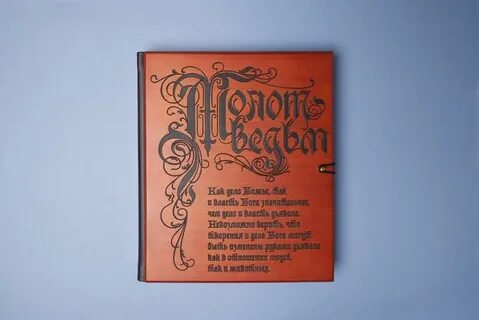 Молот
ведьм
Как дело Божье, так
и власть Бога значительнее,
чем дело и власть дьявола.
Невозможно верить, что
творения и дела Бога могут
быть изменены руками дьявола
как в отношении людей,
так и животных.